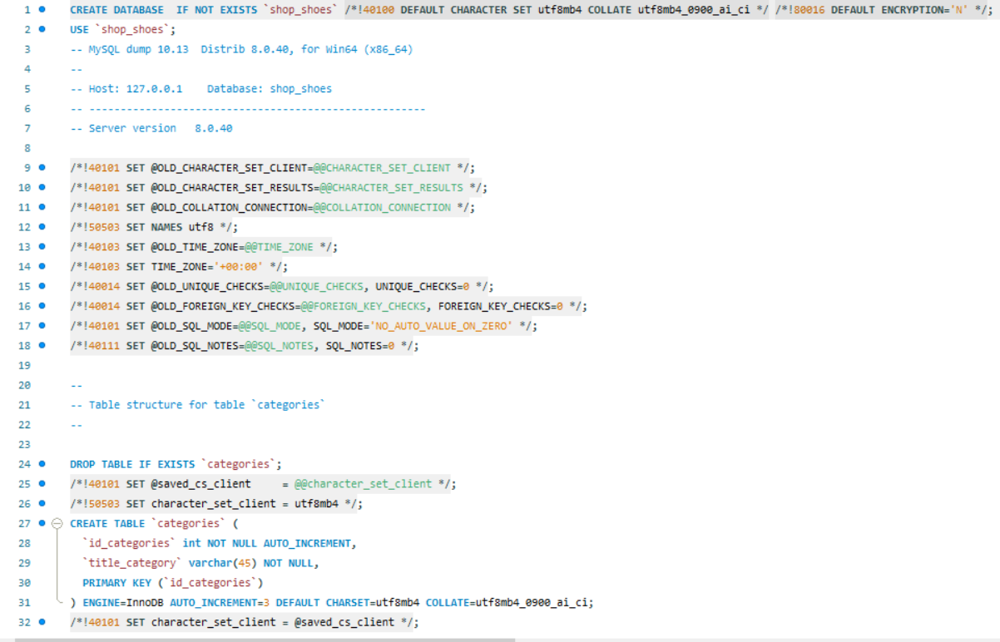 1 CREATE DATABASE  IF NOT EXISTS `shop_shoes` /*!40100 DEFAULT CHARACTER SET utf8mb4 COLLATE utf8mb4_0900_ai_ci */ /*!80016 DEFAULT ENCRYPTION='N' */;
2 USE `shop_shoes`;
3 -- MySQL dump 10.13  Distrib 8.0.40, for Win64 (x86_64)
4 --
5 -- Host: 127.0.0.1    Database: shop_shoes
6 -- ------------------------------------------------------
7 -- Server version	8.0.40
8
9 /*!40101 SET @OLD_CHARACTER_SET_CLIENT=@@CHARACTER_SET_CLIENT */;
10 /*!40101 SET @OLD_CHARACTER_SET_RESULTS=@@CHARACTER_SET_RESULTS */;
11 /*!40101 SET @OLD_COLLATION_CONNECTION=@@COLLATION_CONNECTION */;
12 /*!50503 SET NAMES utf8 */;
13 /*!40103 SET @OLD_TIME_ZONE=@@TIME_ZONE */;
14 /*!40103 SET TIME_ZONE='+00:00' */;
15 /*!40014 SET @OLD_UNIQUE_CHECKS=@@UNIQUE_CHECKS, UNIQUE_CHECKS=0 */;
16 /*!40014 SET @OLD_FOREIGN_KEY_CHECKS=@@FOREIGN_KEY_CHECKS, FOREIGN_KEY_CHECKS=0 */;
17 /*!40101 SET @OLD_SQL_MODE=@@SQL_MODE, SQL_MODE='NO_AUTO_VALUE_ON_ZERO' */;
18 /*!40111 SET @OLD_SQL_NOTES=@@SQL_NOTES, SQL_NOTES=0 */;
19
20 --
21 -- Table structure for table `categories`
22 --
23
24 DROP TABLE IF EXISTS `categories`;
25 /*!40101 SET @saved_cs_client     = @@character_set_client */;
26 /*!50503 SET character_set_client = utf8mb4 */;
27 CREATE TABLE `categories` (
28   `id_categories` int NOT NULL AUTO_INCREMENT,
29   `title_category` varchar(45) NOT NULL,
30   PRIMARY KEY (`id_categories`)
31 ) ENGINE=InnoDB AUTO_INCREMENT=3 DEFAULT CHARSET=utf8mb4 COLLATE=utf8mb4_0900_ai_ci;
32 /*!40101 SET character_set_client = @saved_cs_client */;